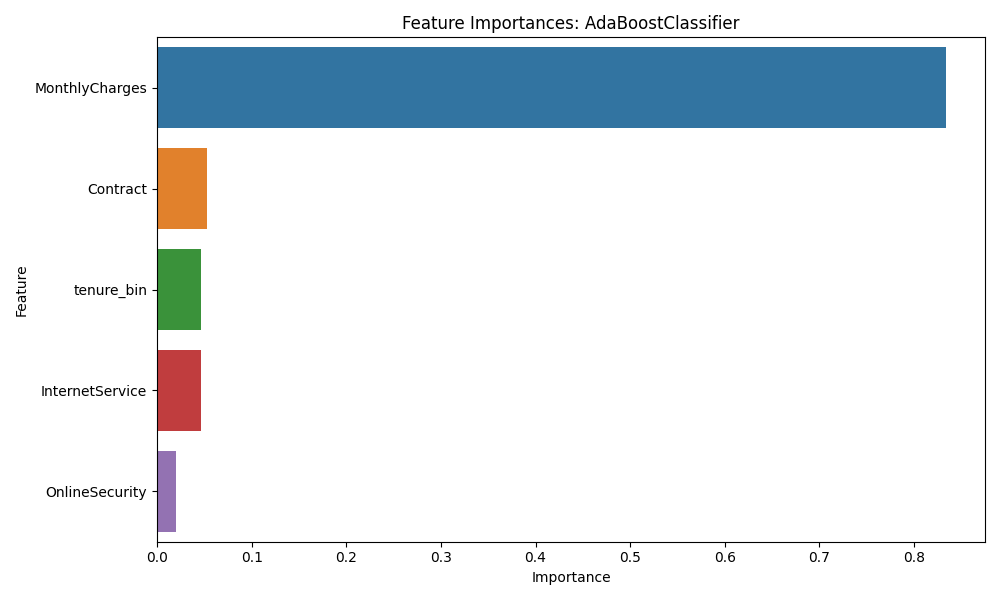 Feature Importances: AdaBoostClassifier
MonthlyCharges
Contract
tenure_bin
InternetService
OnlineSecurity
Feature
0.0 0.1 0.2 0.3 0.4 0.5 0.6 0.7 0.8
Importance